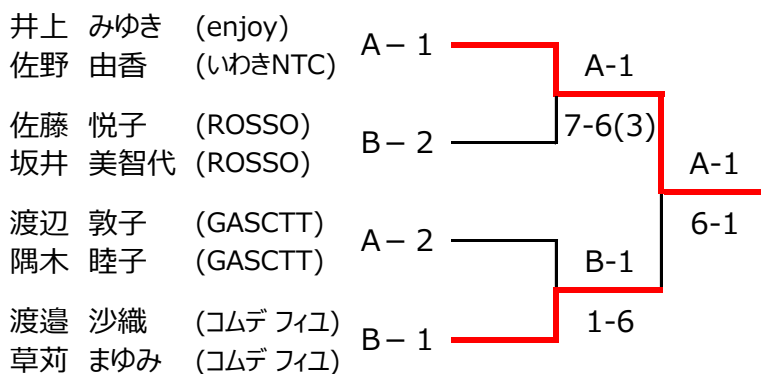 井上 みゆき (enjoy)
佐野 由香 (いわきNTC)
A－1
佐藤 悦子 (ROSSO)
坂井 美智代 (ROSSO)
B－2
渡辺 敦子 (GASCTT)
隅木 睦子 (GASCTT)
A－2
渡邉 沙織 (コムデ フィユ)
草苅 まゆみ (コムデ フィユ)
B－1
A-1
7-6(3)
B-1
1-6
A-1
6-1